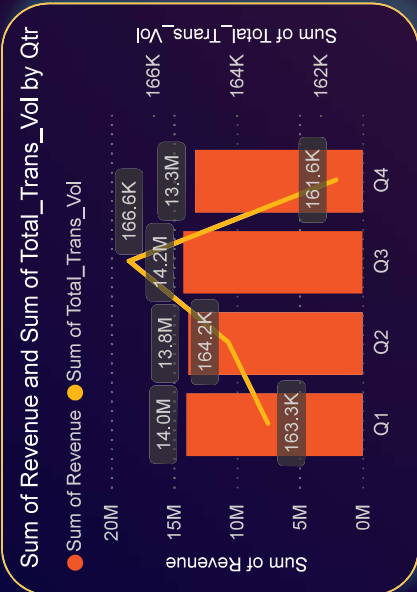 Sum of Revenue and Sum of Total_Trans_Vol by Qtr
Sum of Revenue Sum of Total_Trans_Vol
20M
15M
10M
5M
0M
Sum of Revenue
166K
164K
162K
Sum of Total_Trans_Vol
14.0M
13.8M
14.2M
13.3M
163.3K
164.2K
166.6K
161.6K
Q1 Q2 Q3 Q4